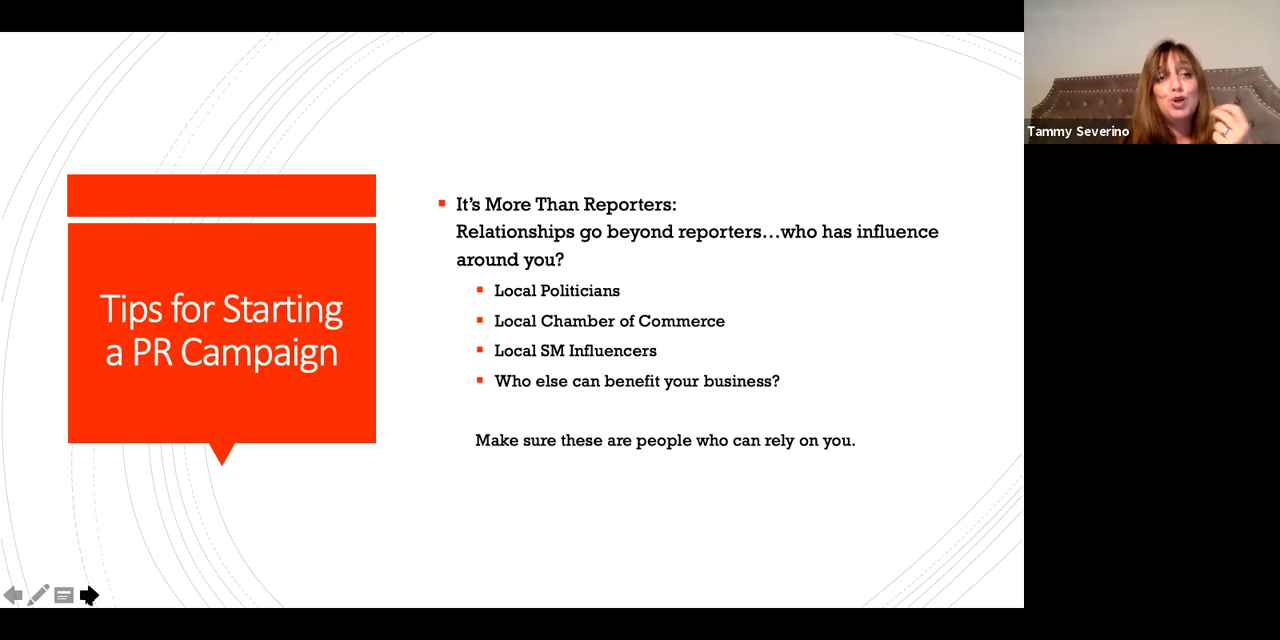 Tips for Starting
a PR Campaign
It's More Than Reporters:
Relationships go beyond reporters…who has influence
around you?
Local Politicians
Local Chamber of Commerce
Local SM Influencers
Who else can benefit your business?
Make sure these are people who can rely on you.
Tammy Severino